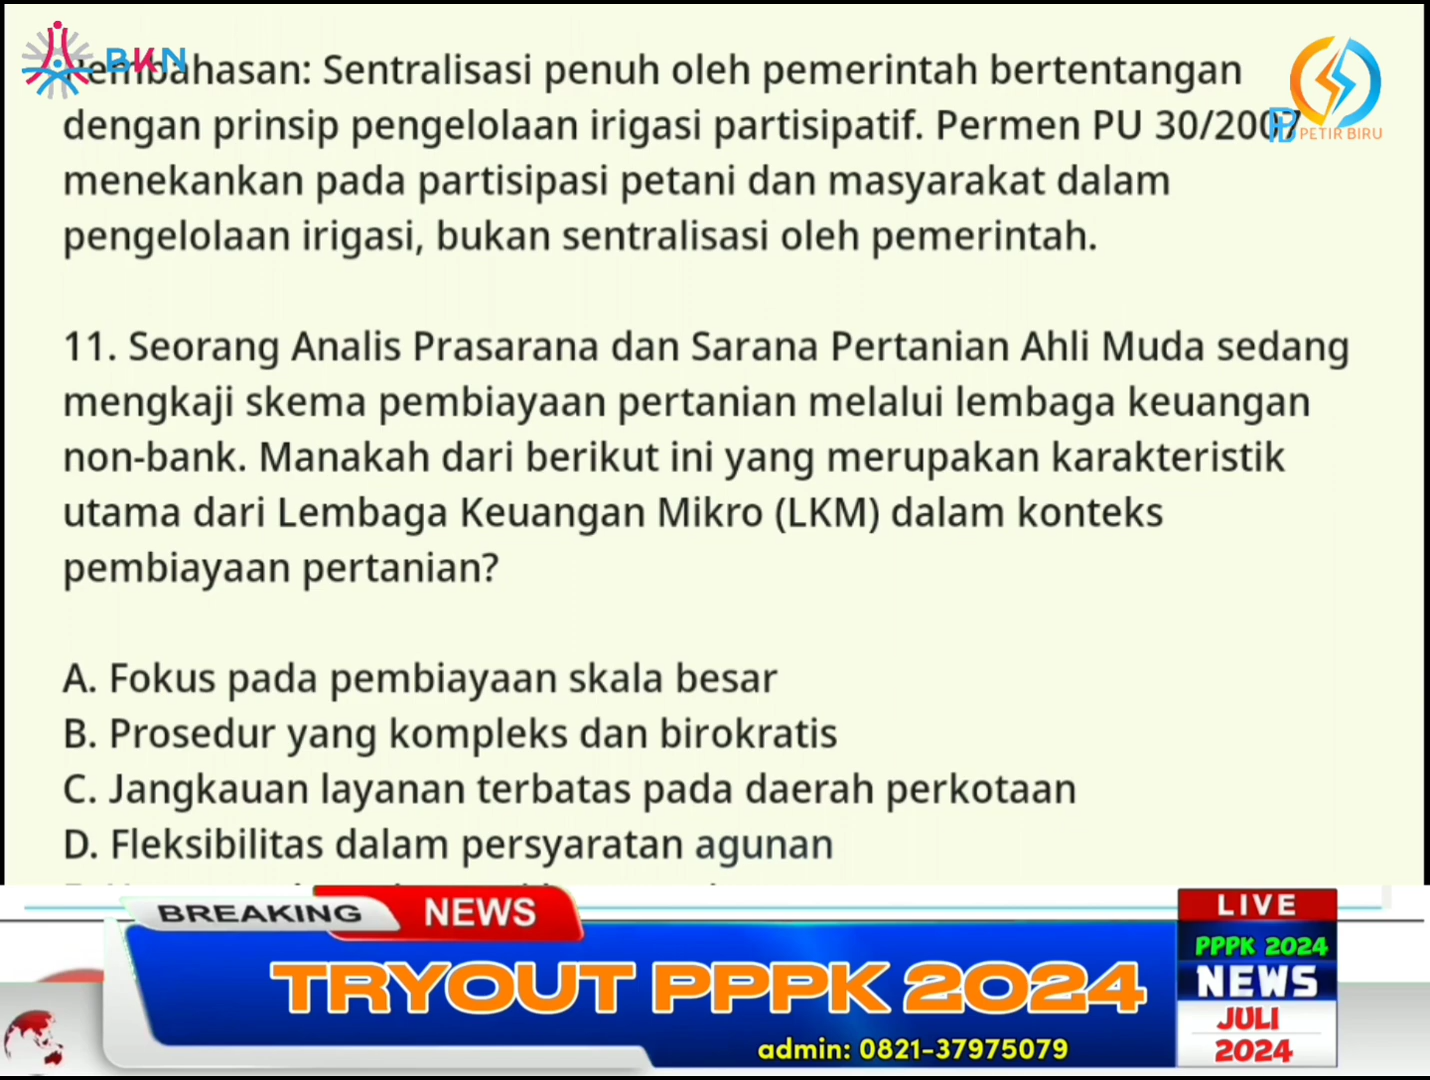 BKN
Pembahasan: Sentralisasi penuh oleh pemerintah bertentangan
dengan prinsip pengelolaan irigasi partisipatif. Permen PU 30/2007
PETIR BIRU
menekankan pada partisipasi petani dan masyarakat dalam
pengelolaan irigasi, bukan sentralisasi oleh pemerintah.
11. Seorang Analis Prasarana dan Sarana Pertanian Ahli Muda sedang
mengkaji skema pembiayaan pertanian melalui lembaga keuangan
non-bank. Manakah dari berikut ini yang merupakan karakteristik
utama dari Lembaga Keuangan Mikro (LKM) dalam konteks
pembiayaan pertanian?
A. Fokus pada pembiayaan skala besar
B. Prosedur yang kompleks dan birokratis
C. Jangkauan layanan terbatas pada daerah perkotaan
D. Fleksibilitas dalam persyaratan agunan
BREAKING NEWS
TRYOUT PPPK 2024
admin: 0821-37975079
LIVE
PPPK 2024
NEWS
JULI
2024